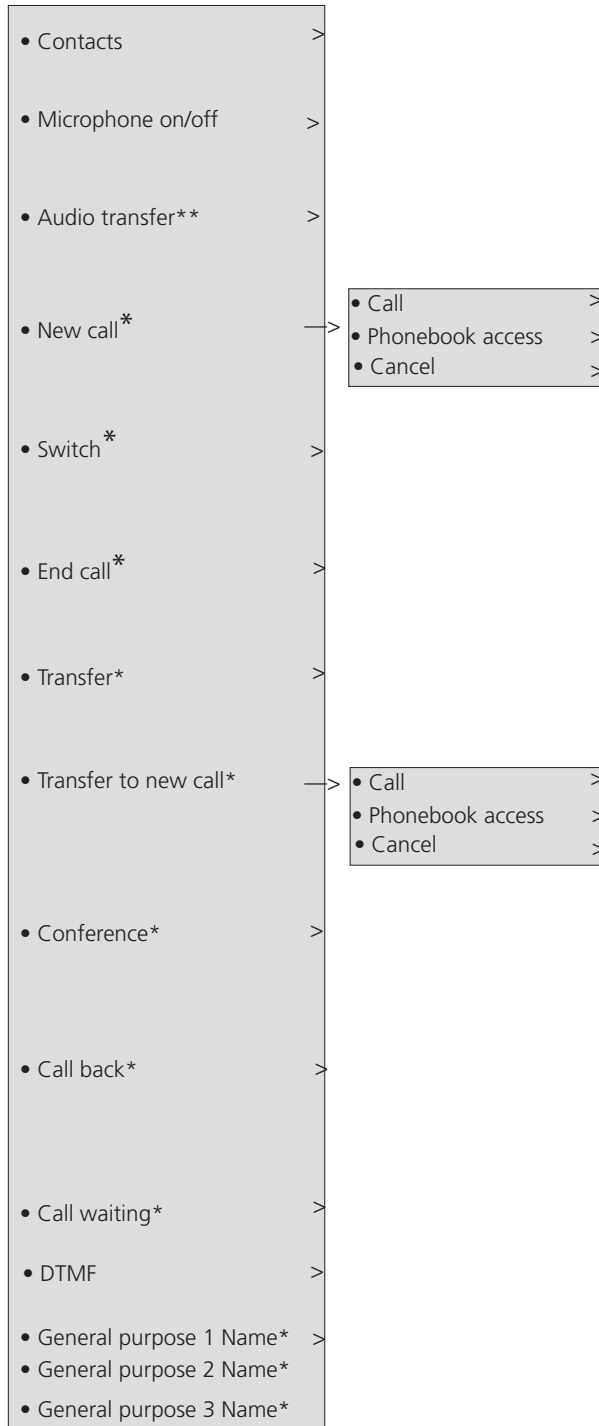 • Contacts >
• Microphone on/off >
• Audio transfer** >
• New call* —>
• Call >
• Phonebook access >
• Cancel >
• Switch* >
• End call* >
• Transfer* >
• Transfer to new call* —>
• Call >
• Phonebook access >
• Cancel >
• Conference* >
• Call back* >
• Call waiting* >
• DTMF >
• General purpose 1 Name* >
• General purpose 2 Name*
• General purpose 3 Name*